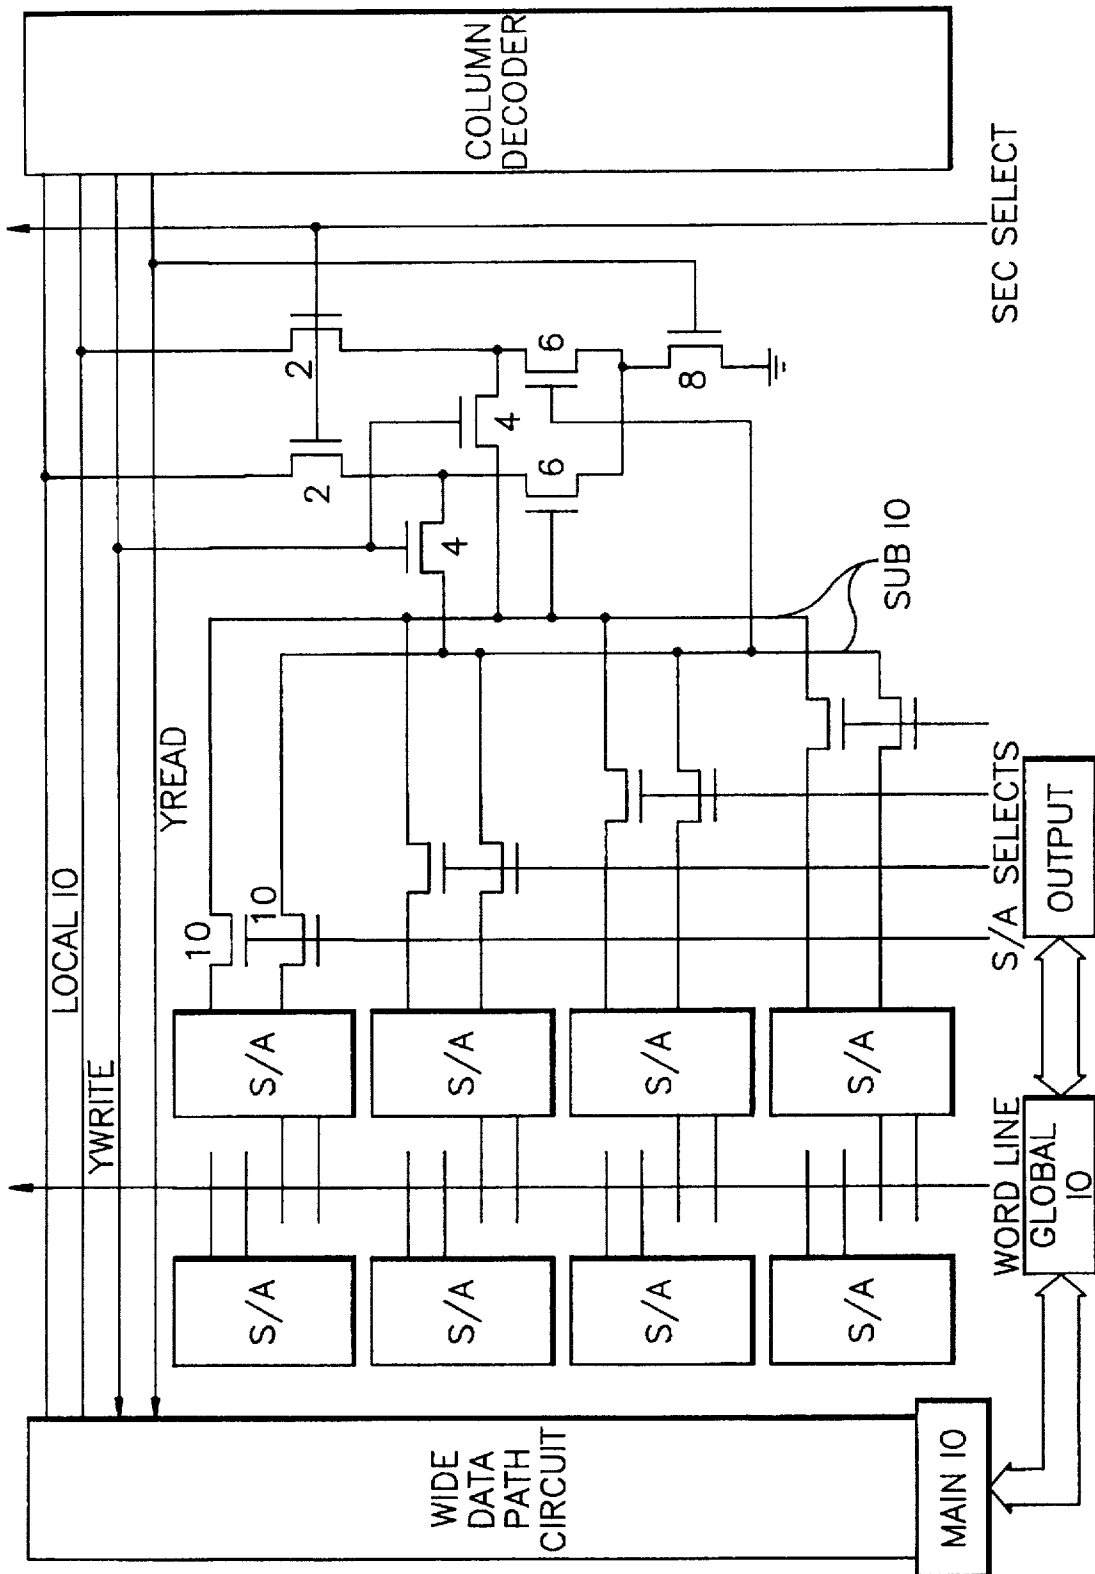 COLUMN
DECODER
SEC SELECT
2
2
4
4
6
6
8
SUB IO
LOCAL IO
YWRITE
YREAD
10
10
S/A SELECTS
OUTPUT
S/A
S/A
S/A
S/A
WORD LINE
GLOBAL
IO
S/A
S/A
S/A
S/A
WIDE
DATA
PATH
CIRCUIT
MAIN IO